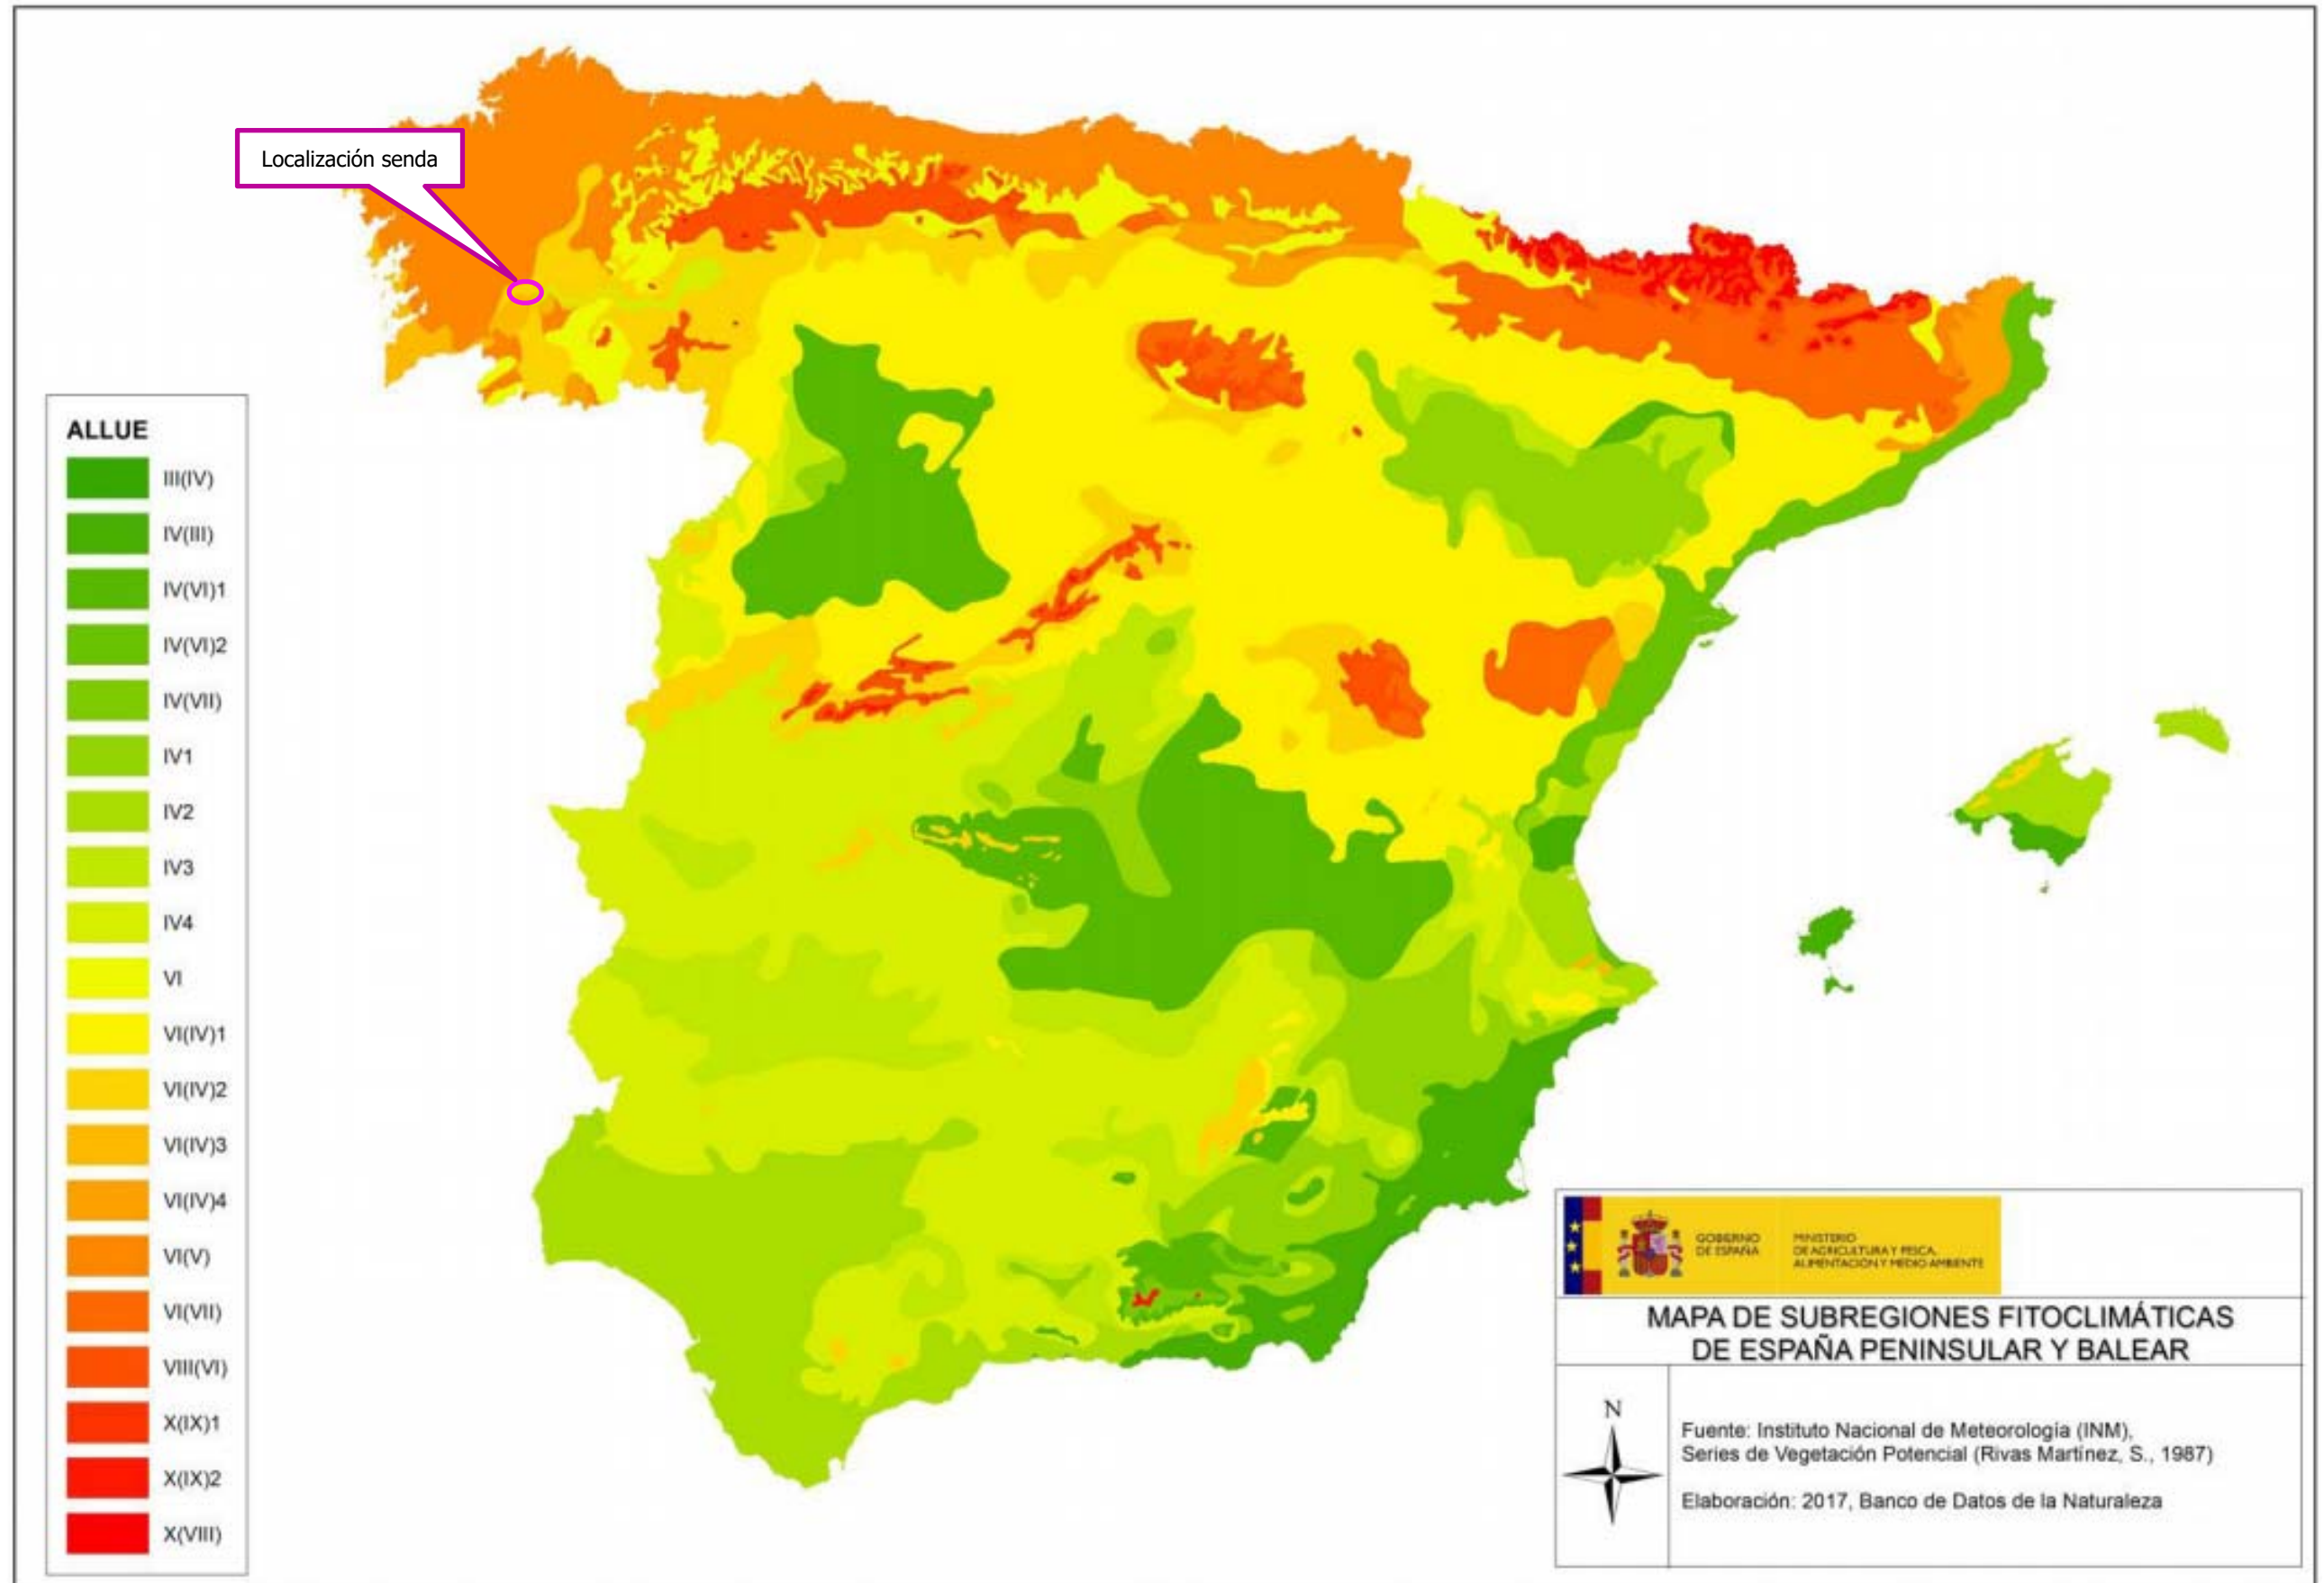 Localización senda
ALLUE
III(IV)
IV(III)
IV(VI)1
IV(VI)2
IV(VII)
IV1
IV2
IV3
IV4
VI
VI(IV)1
VI(IV)2
VI(IV)3
VI(IV)4
VI(V)
VI(VII)
VIII(VI)
X(IX)1
X(IX)2
X(VIII)
GOBIERNO
DE ESPAÑA
MINISTERIO
DE AGRICULTURA Y PESCA,
ALIMENTACIÓN Y MEDIO AMBIENTE
MAPA DE SUBREGIONES FITOCLIMÁTICAS
DE ESPAÑA PENINSULAR Y BALEAR
N
Fuente: Instituto Nacional de Meteorología (INM),
Series de Vegetación Potencial (Rivas Martínez, S., 1987)
Elaboración: 2017, Banco de Datos de la Naturaleza